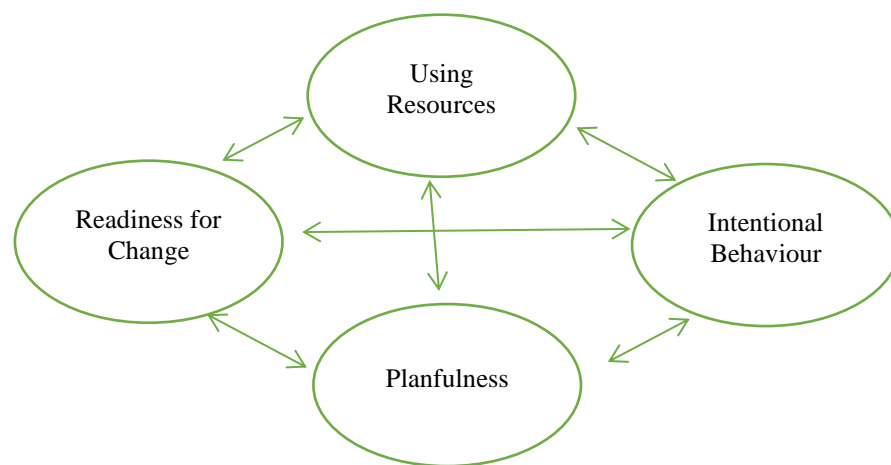 Using
Resources
Readiness for
Change
Intentional
Behaviour
Planfulness